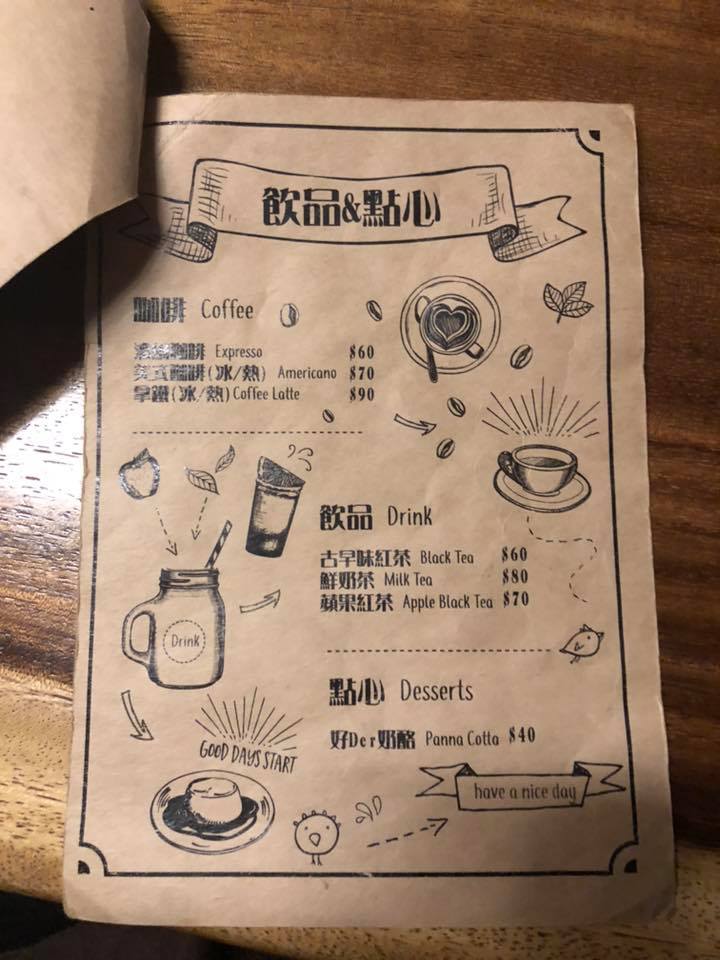 飲品&點心
咖啡 Coffee
濃縮咖啡 Expresso $60
美式咖啡(冰/熱) Americano $70
拿鐵(冰/熱) Coffee Latte $90
飲品 Drink
古早味紅茶 Black Tea $60
鮮奶茶 Milk Tea $80
蘋果紅茶 Apple Black Tea $70
Drink
點心 Desserts
好Der奶酪 Panna Cotta $40
GOOD DAYS START
have a nice day